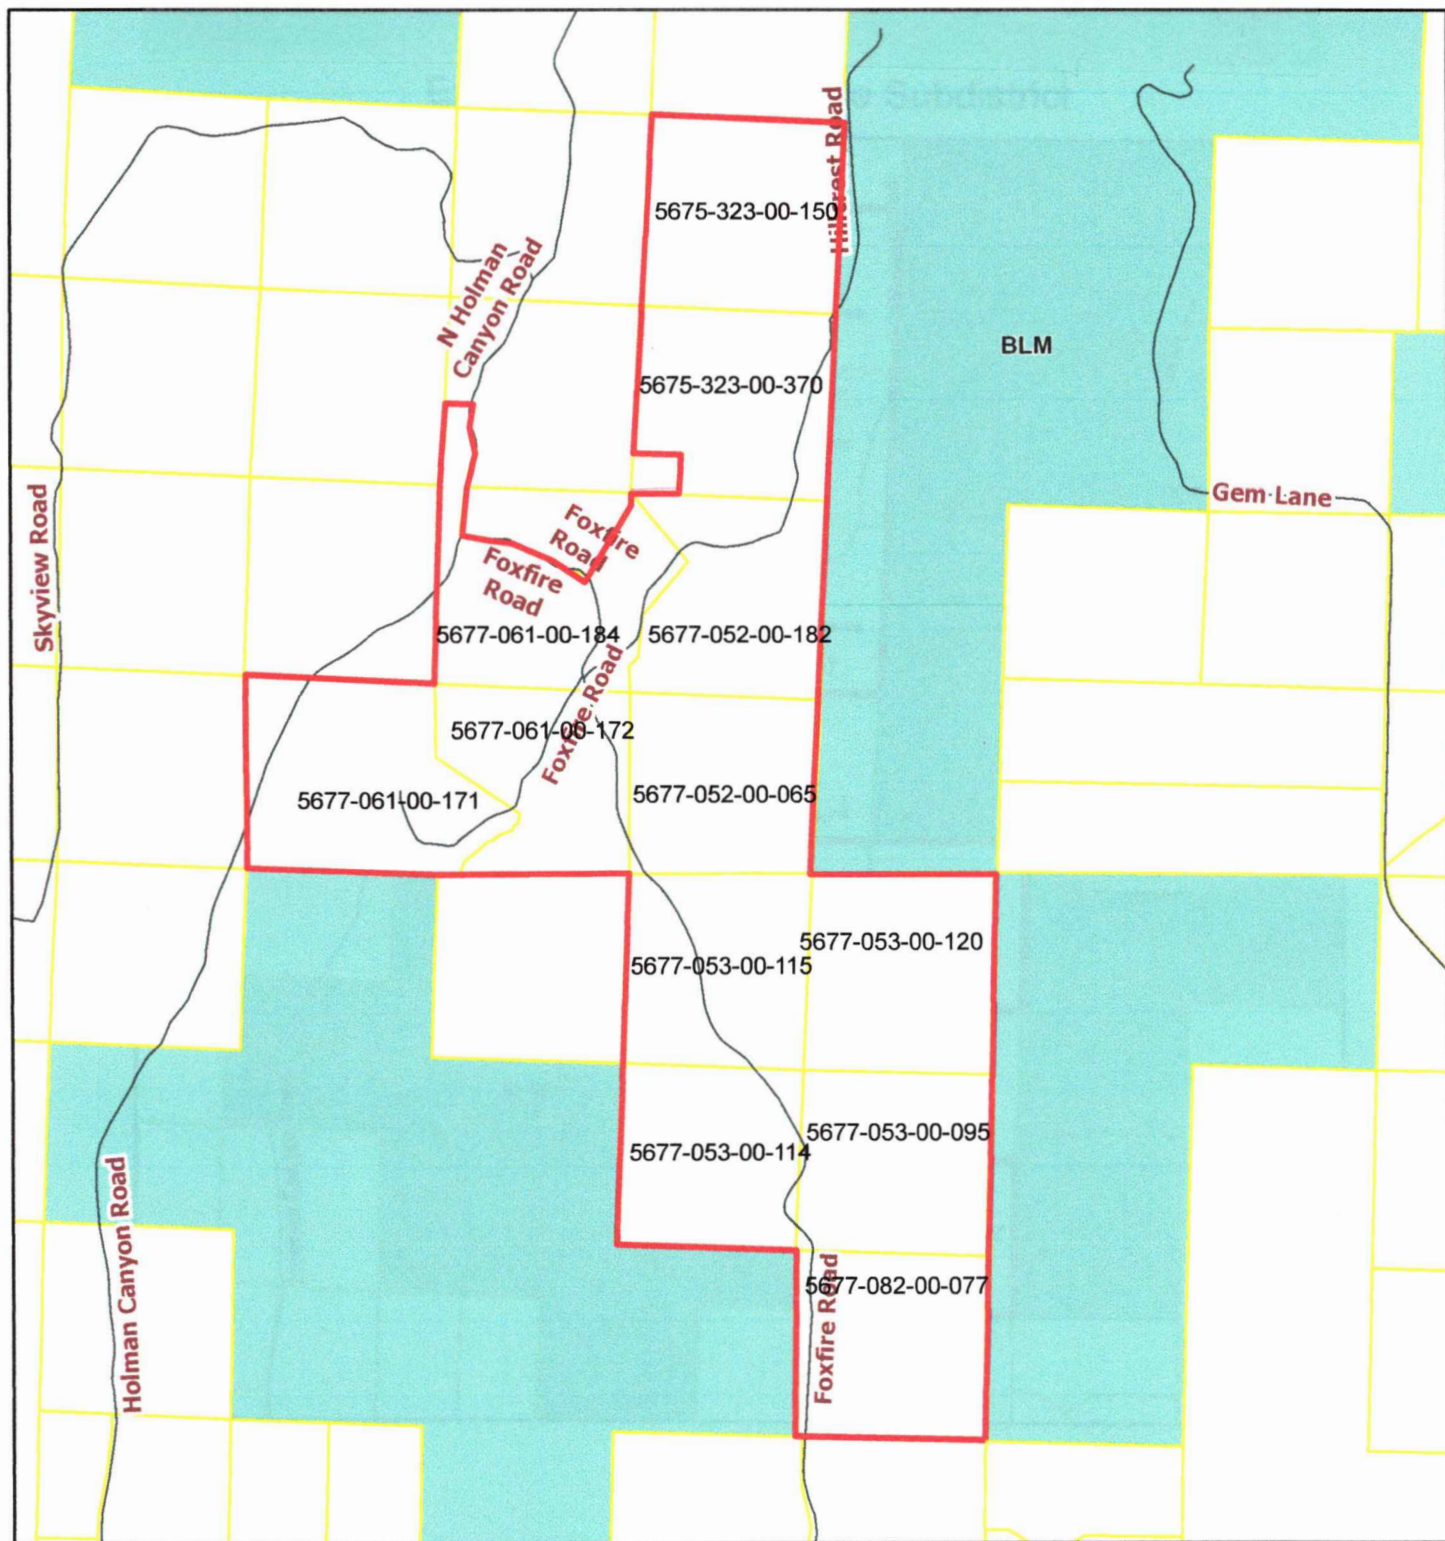 Hillcrest Road
5675-323-00-150
N Holman
Canyon Road
BLM
5675-323-00-370
Gem Lane
Skyview Road
Foxfire
Road
Foxfire
Road
5677-061-00-184
5677-052-00-182
Foxfire Road
5677-061-00-172
5677-061-00-171
5677-052-00-065
5677-053-00-120
5677-053-00-115
5677-053-00-095
5677-053-00-114
Holman Canyon Road
5677-082-00-077
Foxfire Road
Subdistrict